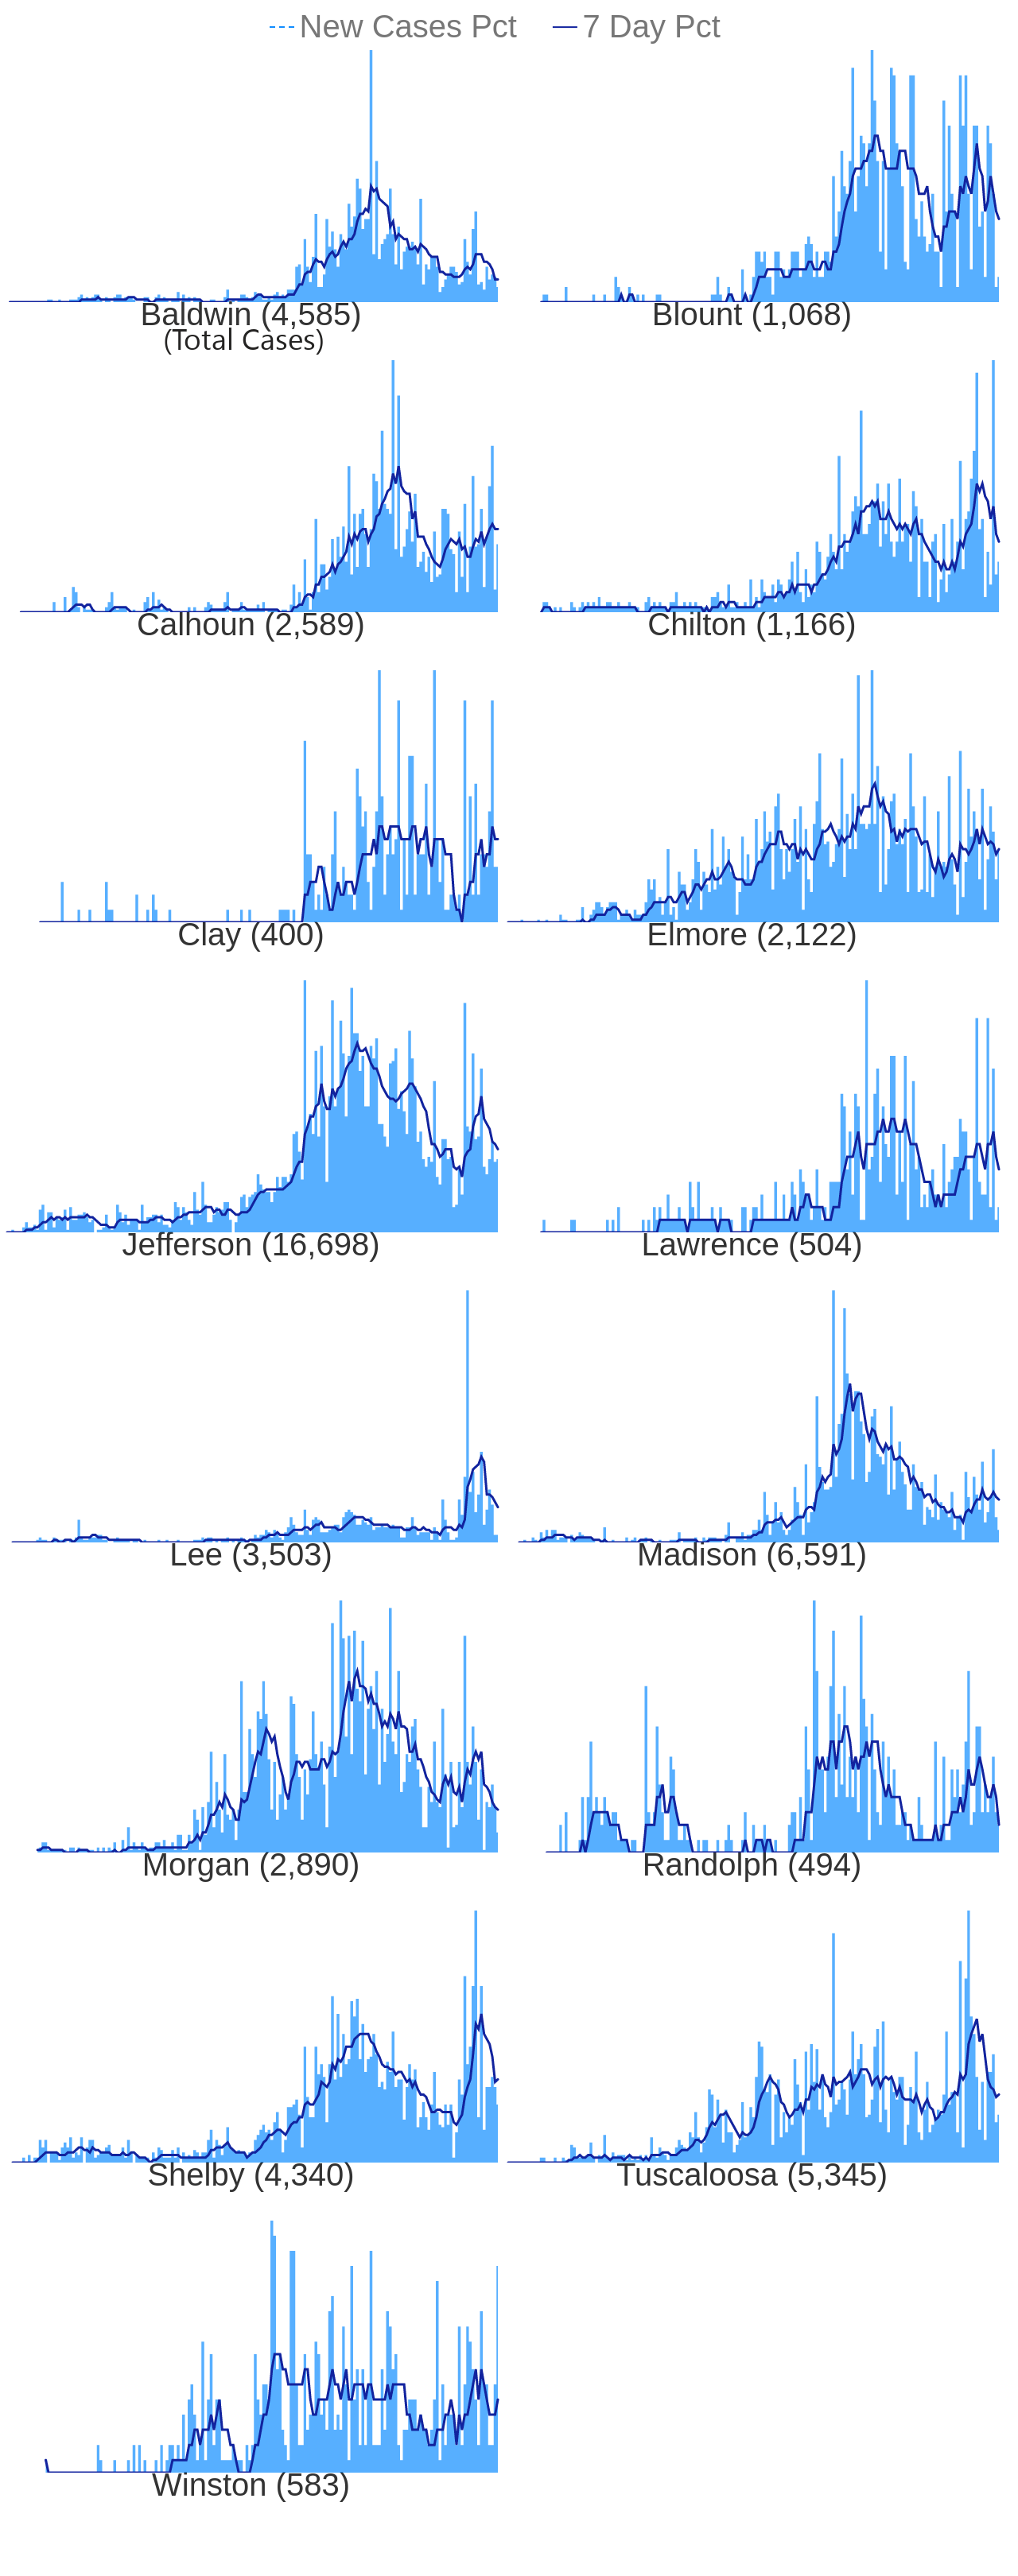 New Cases Pct 7 Day Pct
Baldwin (4,585) Blount (1,068)
(Total Cases)
Calhoun (2,589) Chilton (1,166)
Clay (400) Elmore (2,122)
Jefferson (16,698) Lawrence (504)
Lee (3,503) Madison (6,591)
Morgan (2,890) Randolph (494)
Shelby (4,340) Tuscaloosa (5,345)
Winston (583)